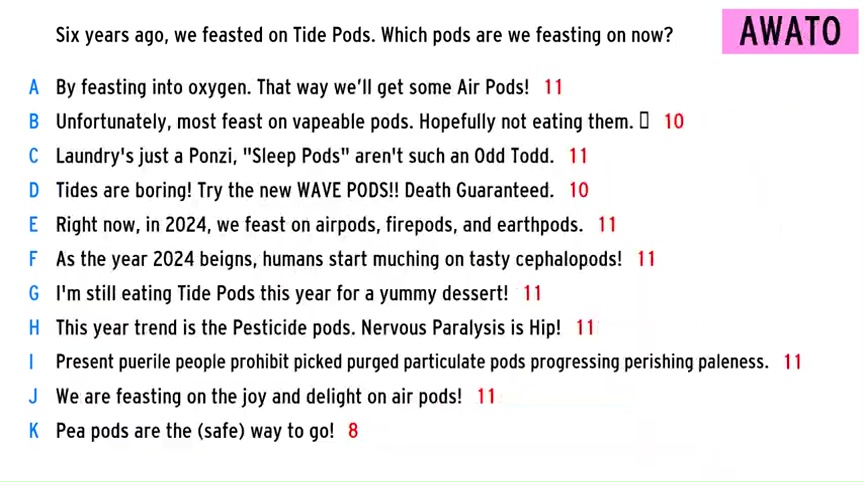 Six years ago, we feasted on Tide Pods. Which pods are we feasting on now?
AWATO
A By feasting into oxygen. That way we'll get some Air Pods! 11
B Unfortunately, most feast on vapeable pods. Hopefully not eating them. ▯ 10
C Laundry's just a Ponzi, "Sleep Pods" aren't such an Odd Todd. 11
D Tides are boring! Try the new WAVE PODS!! Death Guaranteed. 10
E Right now, in 2024, we feast on airpods, firepods, and earthpods. 11
F As the year 2024 beigns, humans start muching on tasty cephalopods! 11
G I'm still eating Tide Pods this year for a yummy dessert! 11
H This year trend is the Pesticide pods. Nervous Paralysis is Hip! 11
I Present puerile people prohibit picked purged particulate pods progressing perishing paleness. 11
J We are feasting on the joy and delight on air pods! 11
K Pea pods are the (safe) way to go! 8